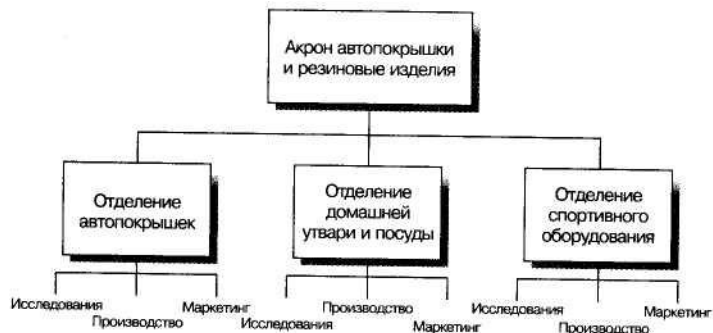 Акрон автопокрышки
и резиновые изделия
Отделение
автопокрышек
Отделение
домашней
утвари и посуды
Отделение
спортивного
оборудования
Исследования
Производство
Маркетинг
Исследования
Производство
Маркетинг
Исследования
Производство
Маркетинг